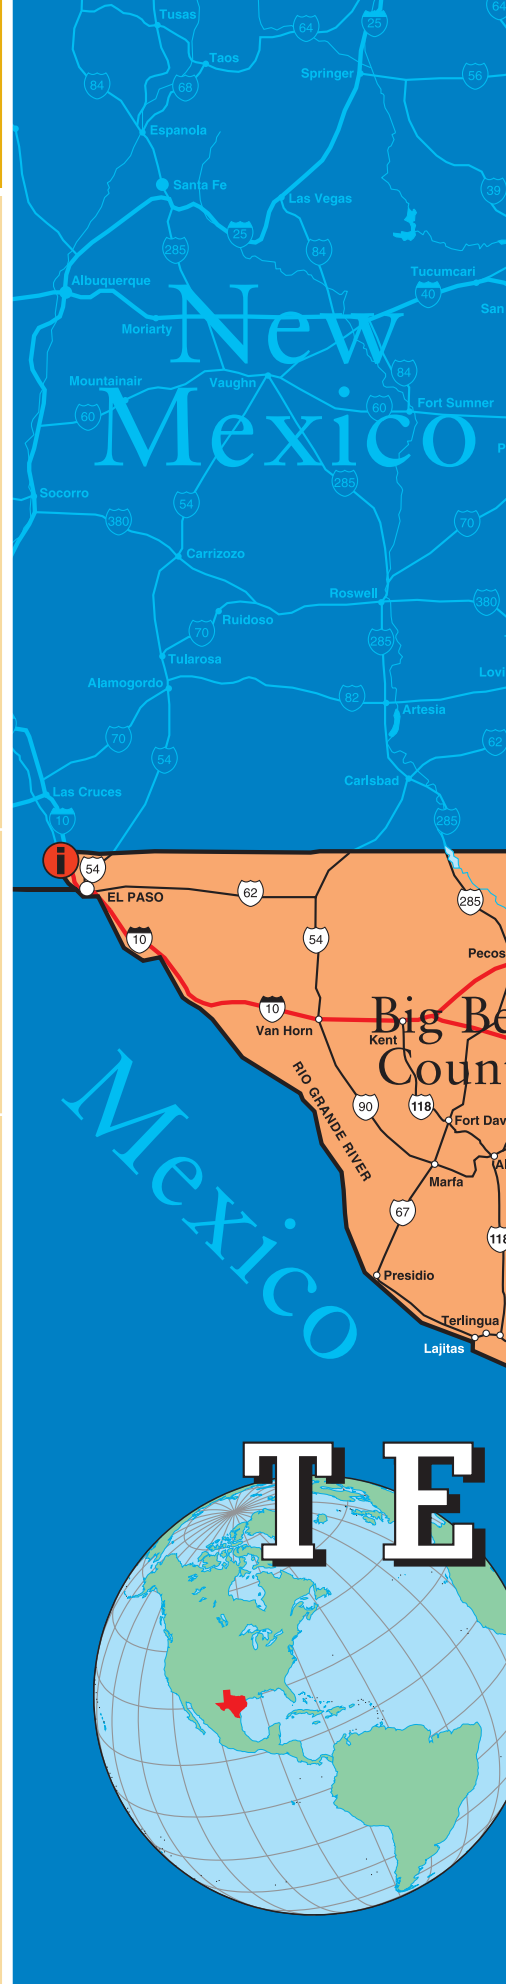 Tusas
64
25
64
Taos
Springer
56
84
68
Espanola
Santa Fe
39
Las Vegas
25
285
84
Tucumcari
Albuquerque
40
New
San
Moriarty
84
Mountainair
Vaughn
60
60
Fort Sumner
Mexico
P
285
Socorro
54
380
70
Carrizozo
Roswell
380
Ruidoso
70
285
Tularosa
Lovi
Alamogordo
82
Artesia
70
62
54
Carlsbad
Las Cruces
10
285
i
54
62
EL PASO
285
10
54
Pecos
10
Big Be
Van Horn
Kent
Coun
RIO GRANDE RIVER
90
118
Fort Dav
Mexico
Al
Marfa
67
118
Presidio
Terlingua
Lajitas
TE